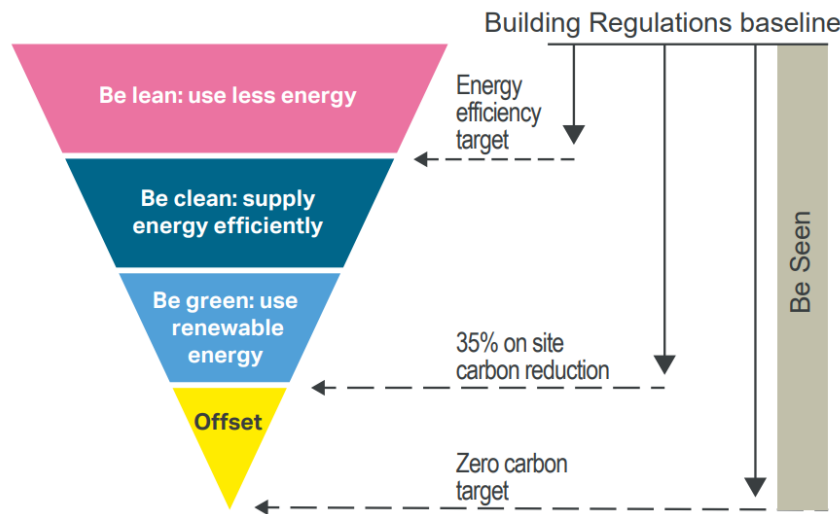 Building Regulations baseline
Be lean: use less energy
Energy
efficiency
target
Be clean: supply
energy efficiently
Be green: use
renewable
energy
35% on site
carbon reduction
Offset
Zero carbon
target
Be Seen